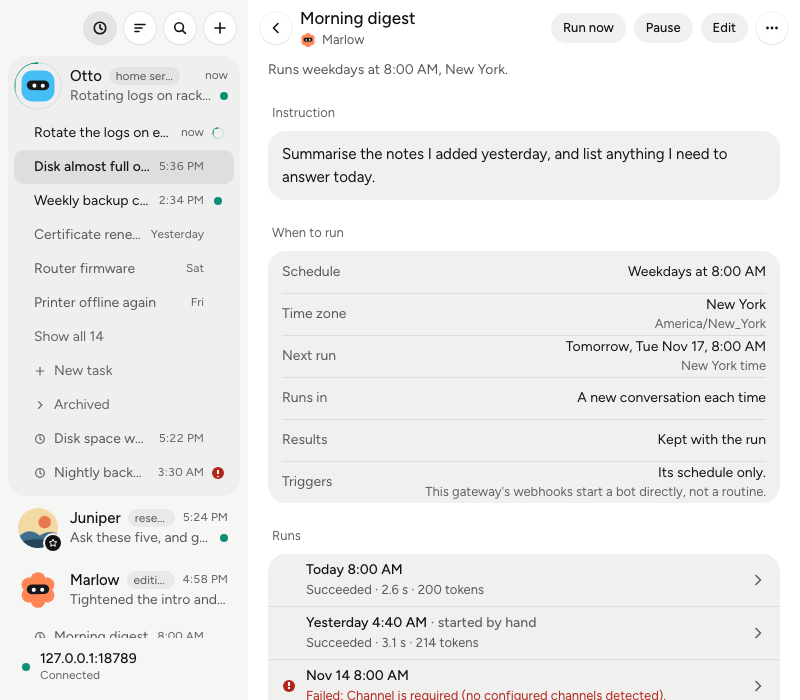 Otto home ser... now
Rotating logs on rack...
Rotate the logs on e... now
Disk almost full o... 5:36 PM
Weekly backup c... 2:34 PM
Certificate rene... Yesterday
Router firmware Sat
Printer offline again Fri
Show all 14
New task
Archived
Disk space w... 5:22 PM
Nightly back... 3:30 AM
Juniper rese... 5:24 PM
Ask these five, and g...
Marlow editi... 4:58 PM
Tightened the intro and...
Morning digest 8:00 AM
127.0.0.1:18789
Connected
Morning digest
Marlow
Run now
Pause
Edit
Runs weekdays at 8:00 AM, New York.
Instruction
Summarise the notes I added yesterday, and list anything I need to
answer today.
When to run
Schedule Weekdays at 8:00 AM
Time zone New York
America/New_York
Next run Tomorrow, Tue Nov 17, 8:00 AM
New York time
Runs in A new conversation each time
Results Kept with the run
Triggers Its schedule only.
This gateway's webhooks start a bot directly, not a routine.
Runs
Today 8:00 AM
Succeeded · 2.6 s · 200 tokens
Yesterday 4:40 AM · started by hand
Succeeded · 3.1 s · 214 tokens
Nov 14 8:00 AM
Failed: Channel is required (no configured channels detected).